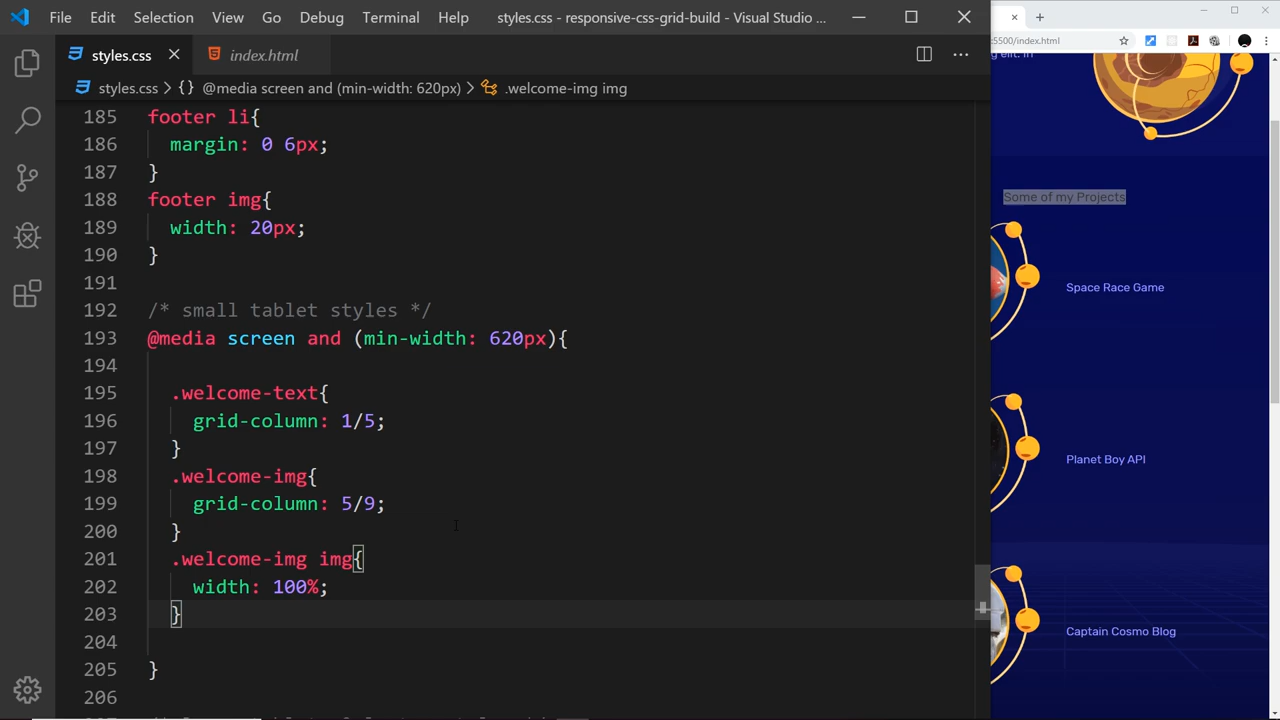 File Edit Selection View Go Debug Terminal Help styles.css - responsive-css-grid-build - Visual Studio ...
styles.css index.html
styles.css > {} @media screen and (min-width: 620px) > .welcome-img img
185 footer li{
186 margin: 0 6px;
187 }
188 footer img{
189 width: 20px;
190 }
191
192 /* small tablet styles */
193 @media screen and (min-width: 620px){
194
195 .welcome-text{
196 grid-column: 1/5;
197 }
198 .welcome-img{
199 grid-column: 5/9;
200 }
201 .welcome-img img{
202 width: 100%;
203 }
204
205 }
206
:5500/index.html
elit. In
Some of my Projects
Space Race Game
Planet Boy API
Captain Cosmo Blog